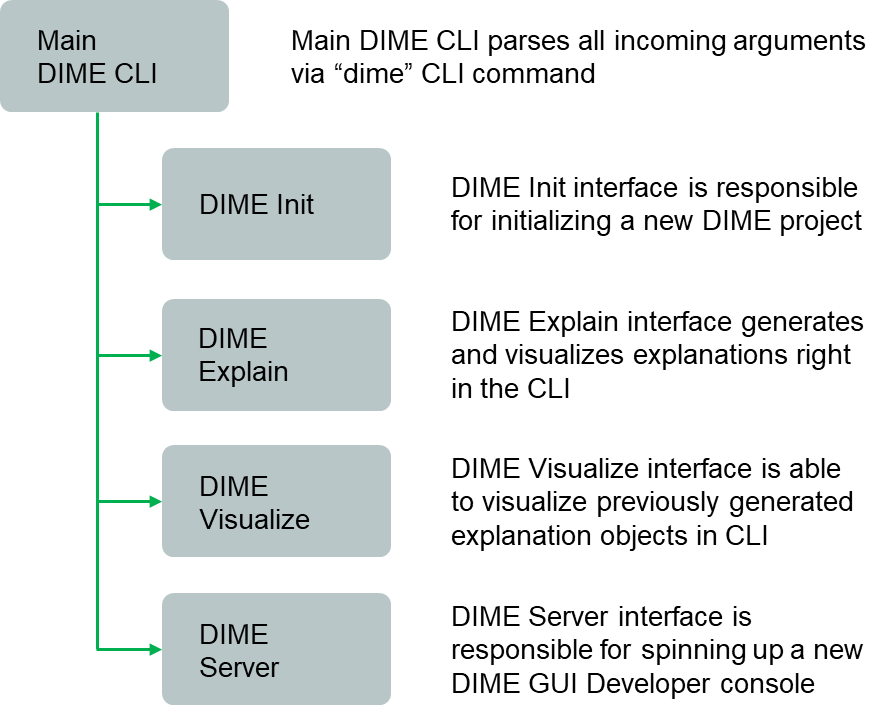 Main
DIME CLI
Main DIME CLI parses all incoming arguments
via “dime” CLI command
DIME Init
DIME Init interface is responsible
for initializing a new DIME project
DIME
Explain
DIME Explain interface generates
and visualizes explanations right
in the CLI
DIME
Visualize
DIME Visualize interface is able
to visualize previously generated
explanation objects in CLI
DIME
Server
DIME Server interface is
responsible for spinning up a new
DIME GUI Developer console